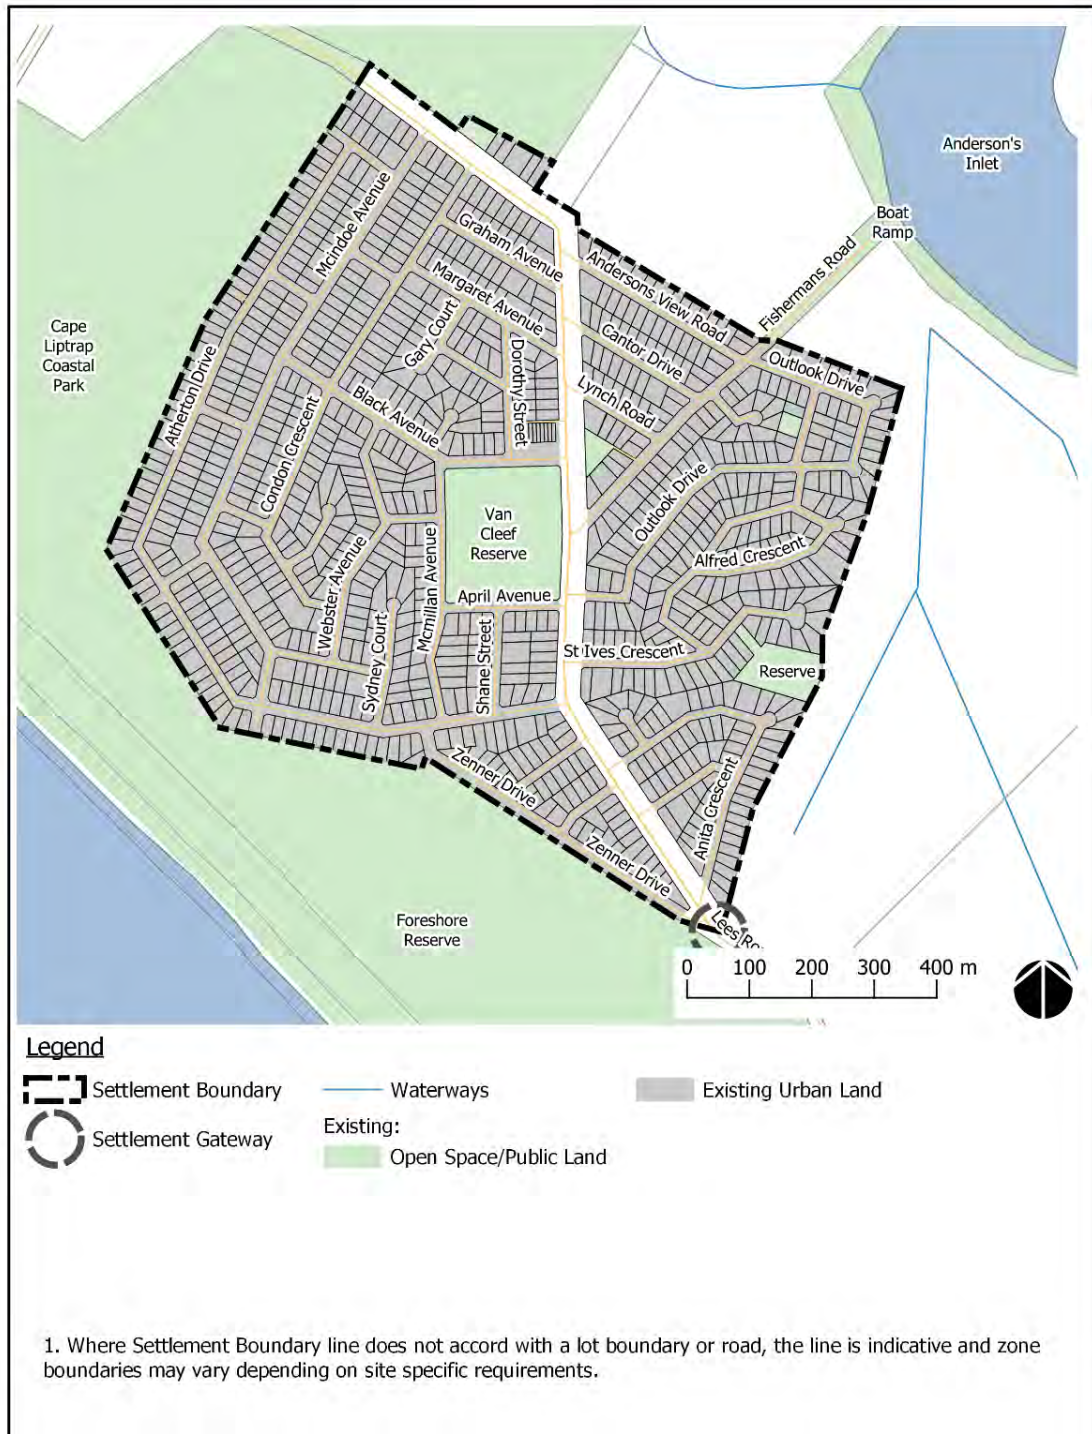 Anderson's
Inlet
Boat
Ramp
Fishermans Road
Mcindoe Avenue
Graham Avenue
Andersons View Road
Margaret Avenue
Cantor Drive
Outlook Drive
Gary Court
Dorothy Street
Lynch Road
Cape
Liptrap
Coastal
Park
Atherton Drive
Black Avenue
Condon Crescent
Outlook Drive
Van
Cleef
Reserve
Alfred Crescent
Webster Avenue
Mcmillan Avenue
April Avenue
Sydney Court
Shane Street
St Ives Crescent
Reserve
Zenner Drive
Anita Crescent
Zenner Drive
Foreshore
Reserve
Lees Ro
0 100 200 300 400 m
Legend
Settlement Boundary
Waterways
Existing Urban Land
Settlement Gateway
Existing:
Open Space/Public Land
1. Where Settlement Boundary line does not accord with a lot boundary or road, the line is indicative and zone
boundaries may vary depending on site specific requirements.